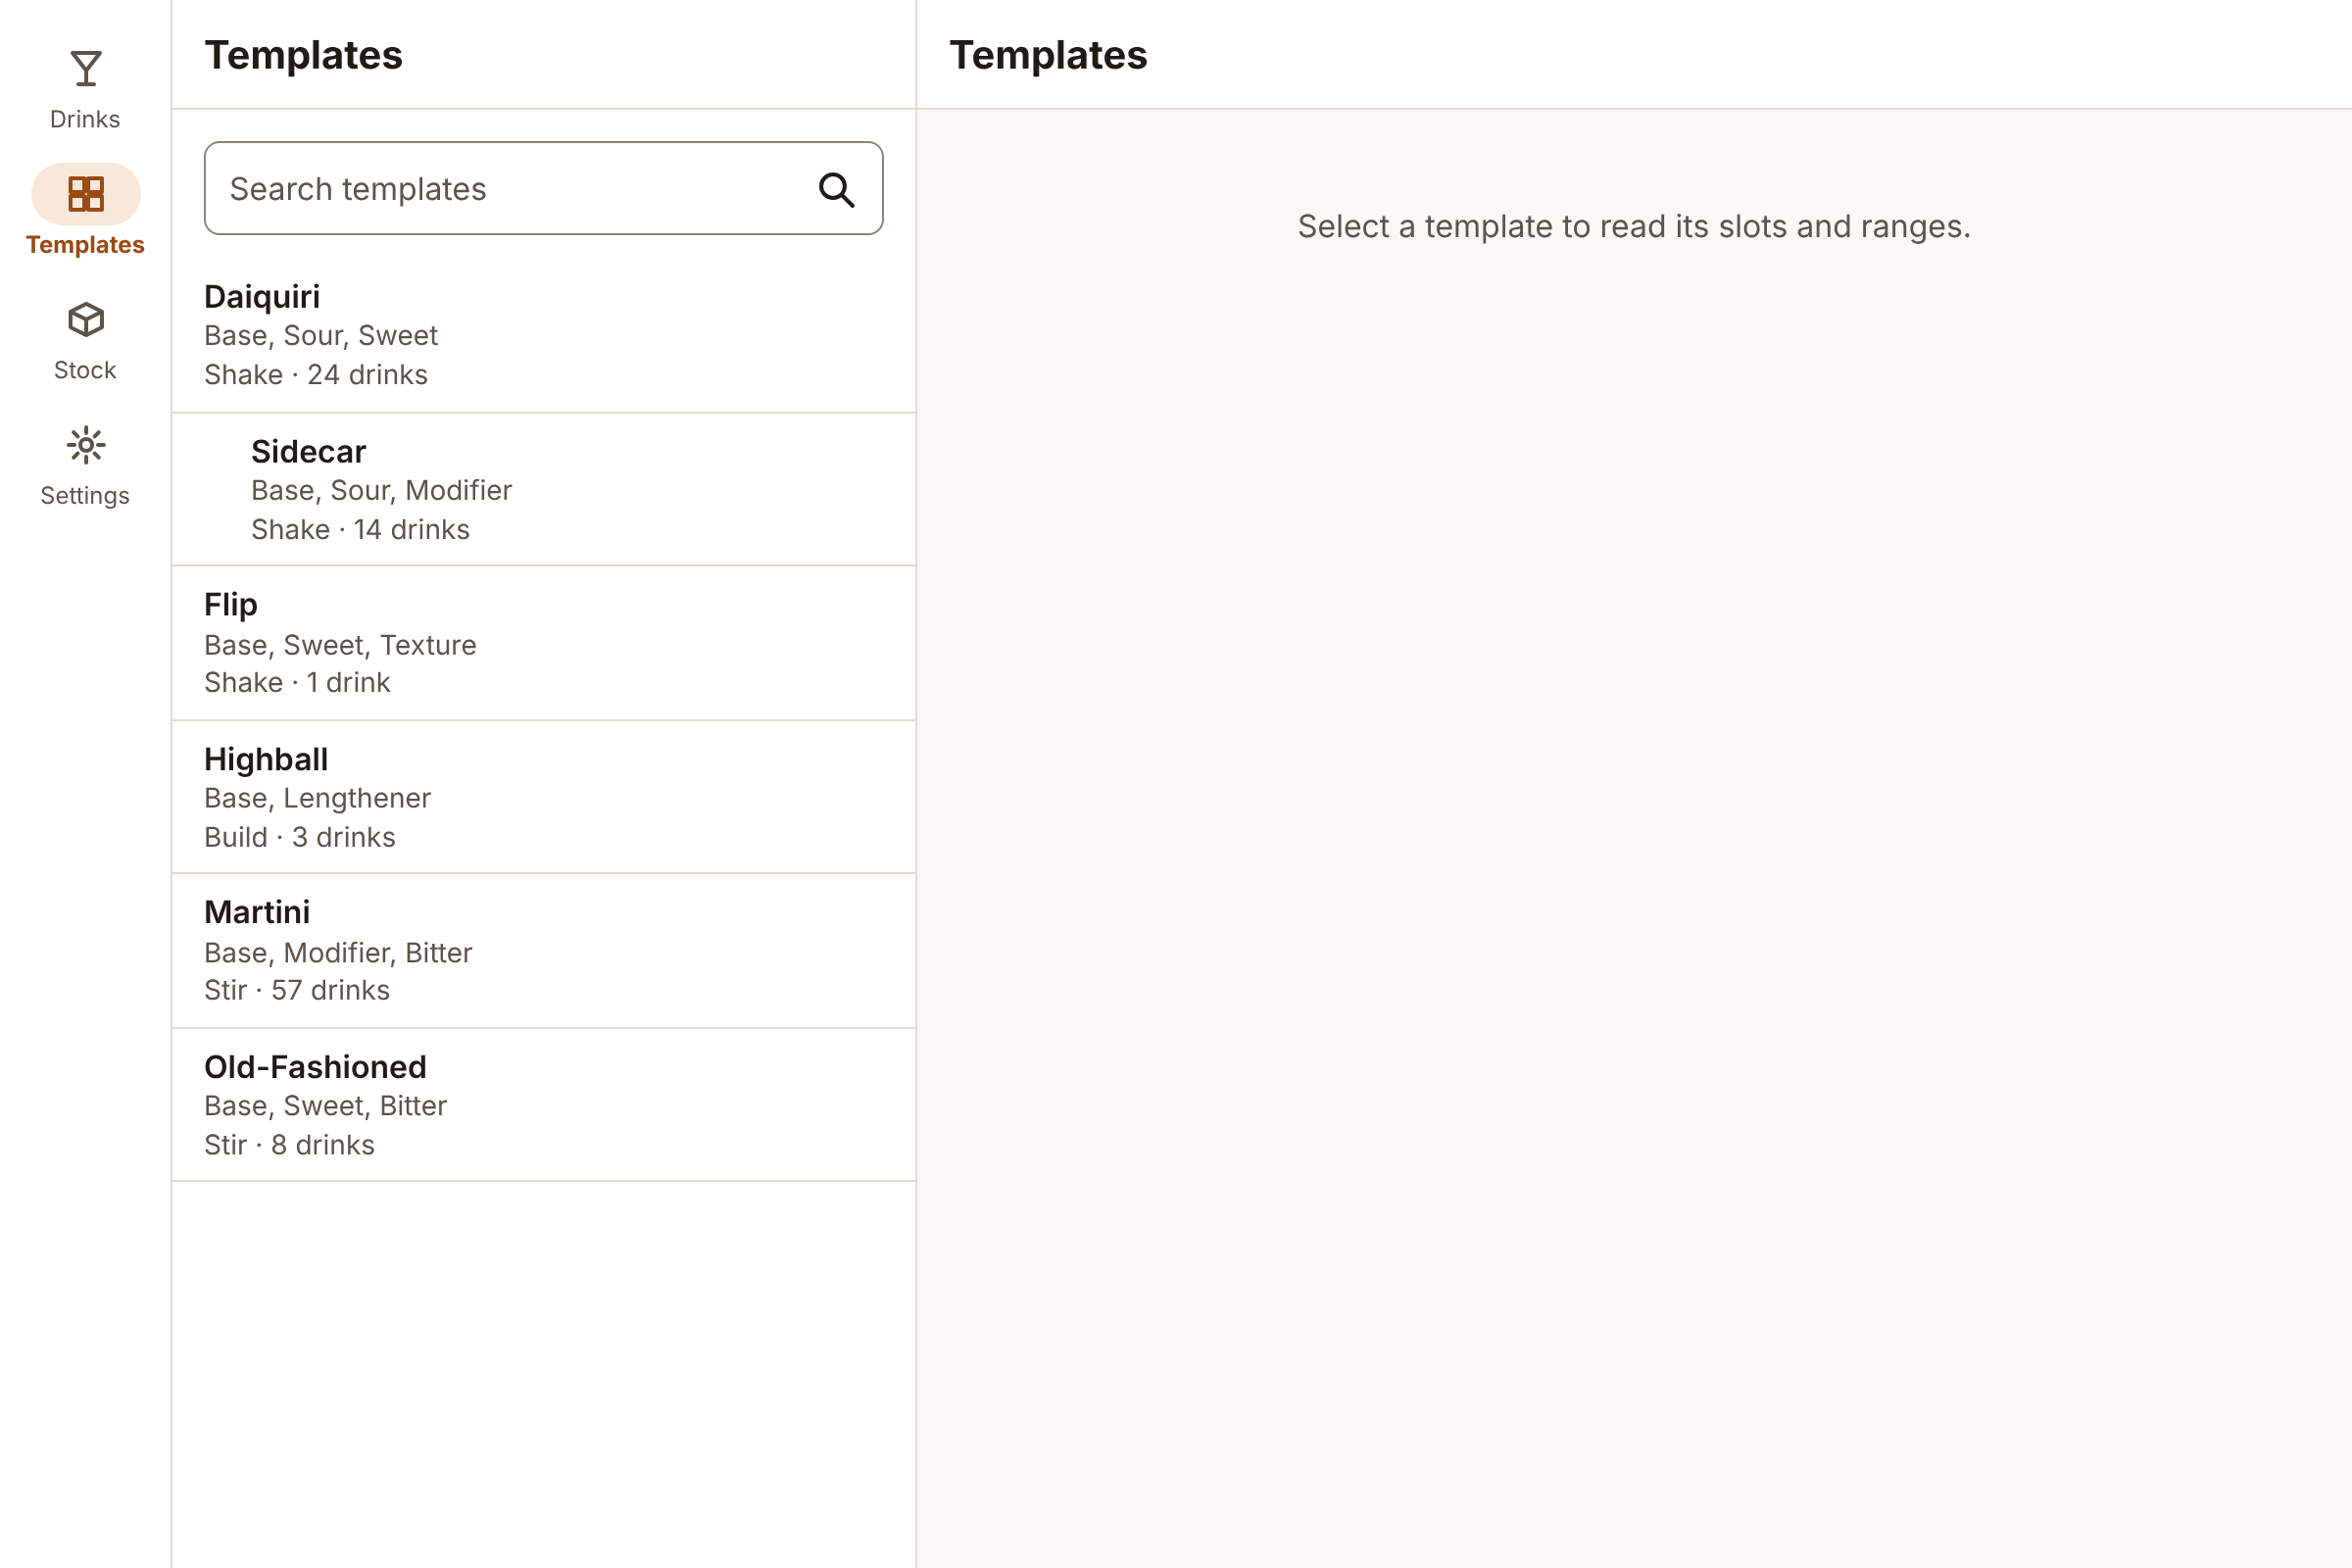 Drinks
Templates
Stock
Settings
Templates
Search templates
Daiquiri
Base, Sour, Sweet
Shake · 24 drinks
Sidecar
Base, Sour, Modifier
Shake · 14 drinks
Flip
Base, Sweet, Texture
Shake · 1 drink
Highball
Base, Lengthener
Build · 3 drinks
Martini
Base, Modifier, Bitter
Stir · 57 drinks
Old-Fashioned
Base, Sweet, Bitter
Stir · 8 drinks
Templates
Select a template to read its slots and ranges.